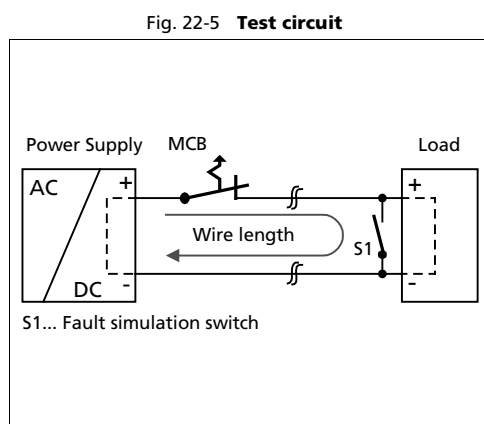 Fig. 22-5 Test circuit
Power Supply MCB Load
AC + +
Wire length S1
DC - -
S1... Fault simulation switch